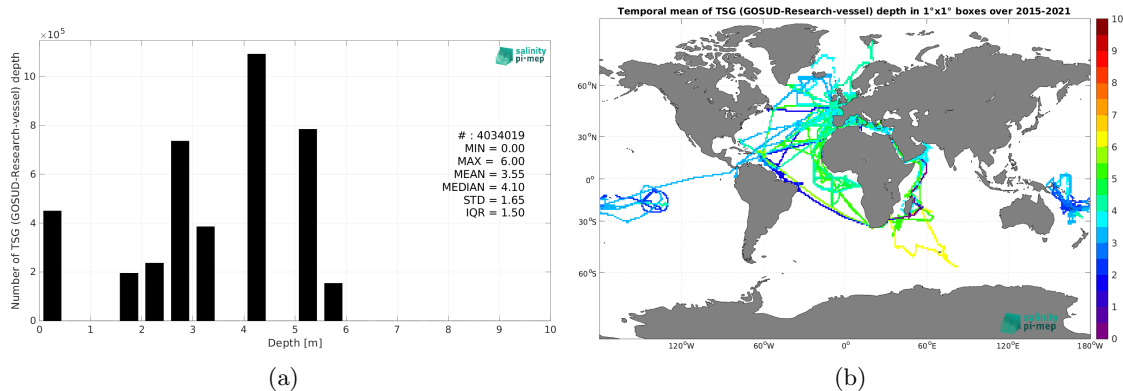 ×10⁵
10
8
6
4
2
0
Number of TSG (GOSUD-Research-vessel) depth
salinity
pi-mep
# : 4034019
MIN = 0.00
MAX = 6.00
MEAN = 3.55
MEDIAN = 4.10
STD = 1.65
IQR = 1.50
0 1 2 3 4 5 6 7 8 9 10
Depth [m]
(a)
Temporal mean of TSG (GOSUD-Research-vessel) depth in 1°x1° boxes over 2015-2021
60°N
30°N
0°
30°S
60°S
120°W 60°W 0° 60°E 120°E 180°W
salinity
pi-mep
10
9
8
7
6
5
4
3
2
1
0
(b)